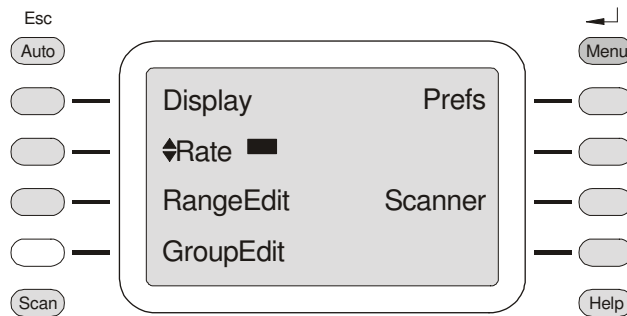 Esc
Auto
Menu
Display Prefs
Rate
RangeEdit Scanner
GroupEdit
Scan
Help